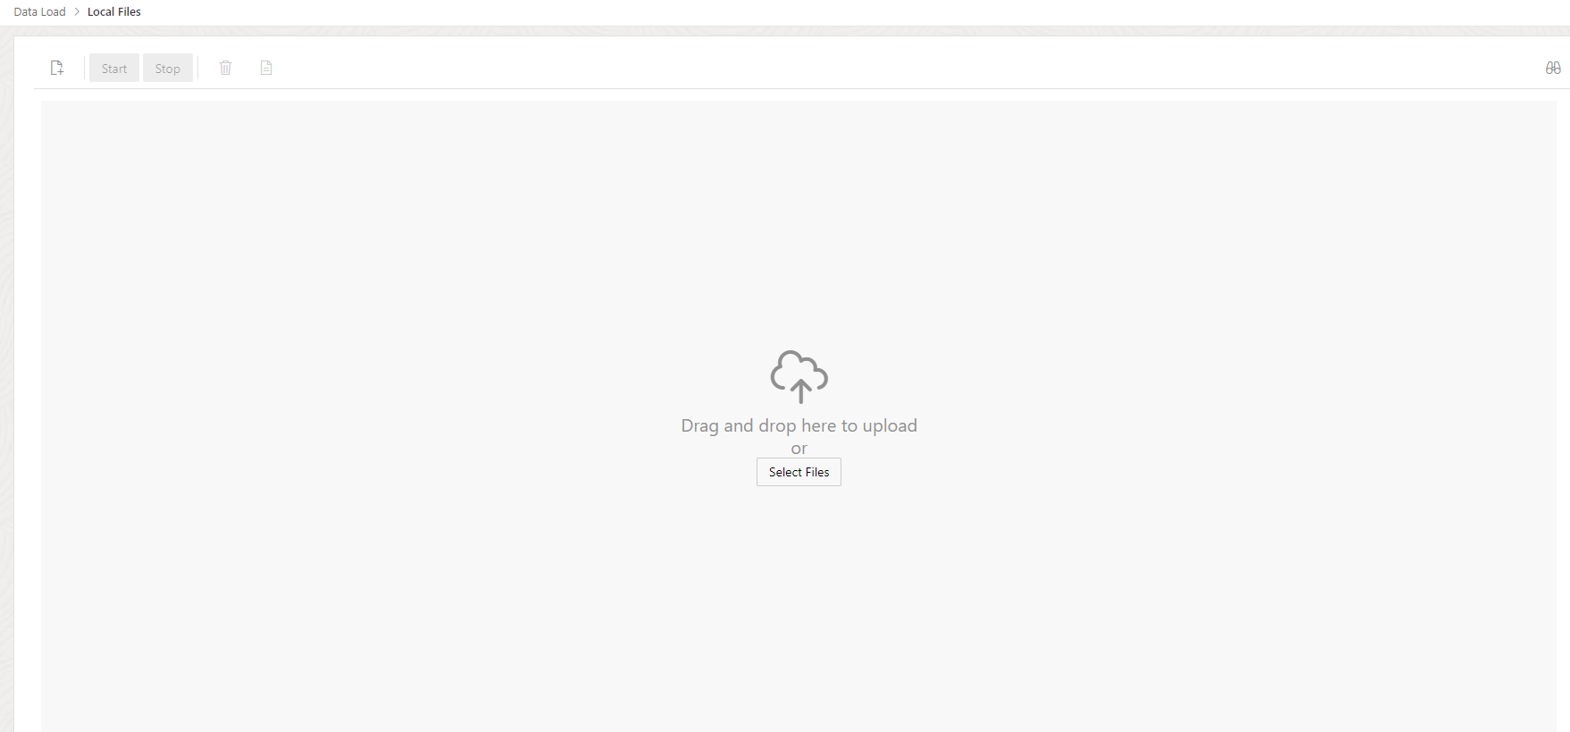 Data Load > Local Files
Start Stop
Drag and drop here to upload
or
Select Files